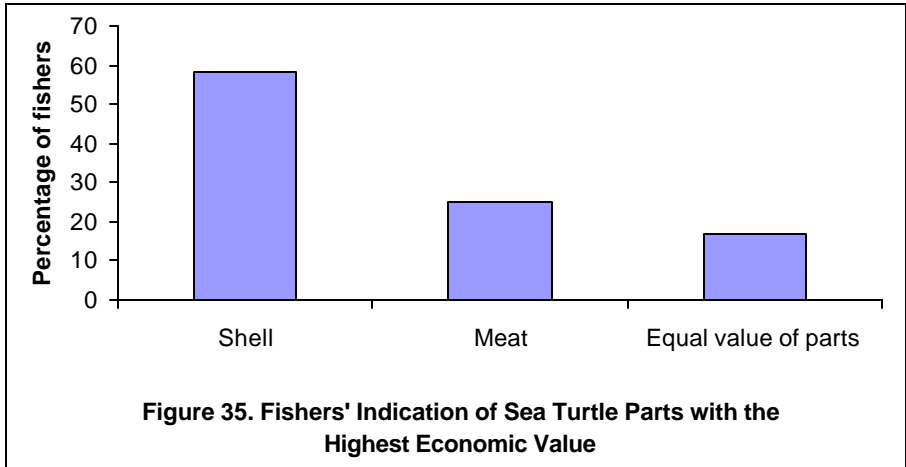 Percentage of fishers
70
60
50
40
30
20
10
0
Shell Meat Equal value of parts
Figure 35. Fishers' Indication of Sea Turtle Parts with the
Highest Economic Value